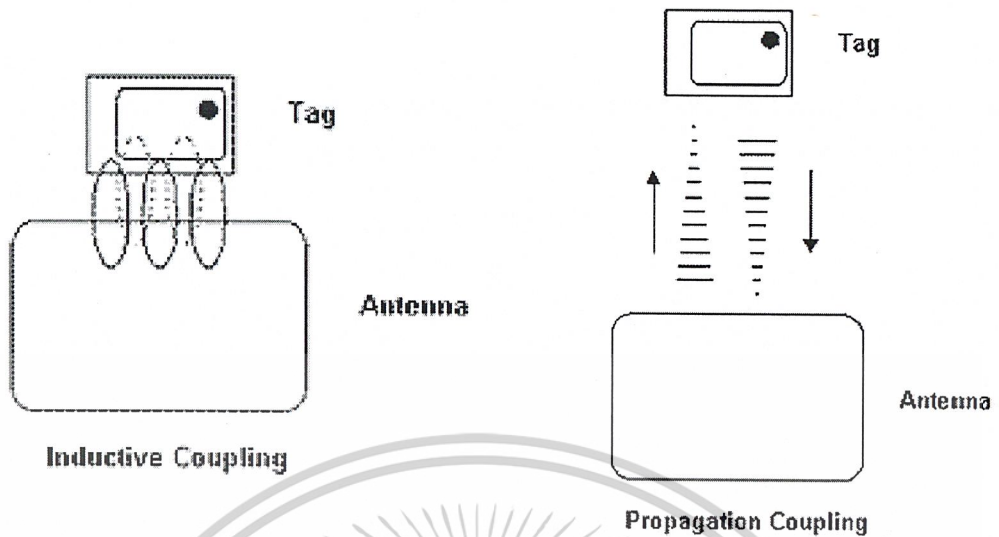 Tag
Antenna
Inductive Coupling
Tag
Antenna
Propagation Coupling